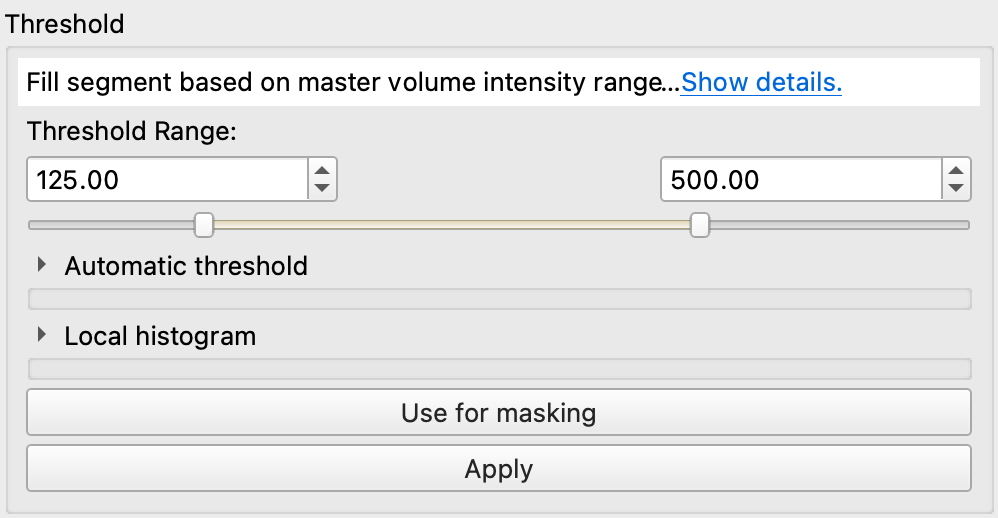 Threshold
Fill segment based on master volume intensity range...Show details.
Threshold Range:
125.00 500.00
Automatic threshold
Local histogram
Use for masking
Apply